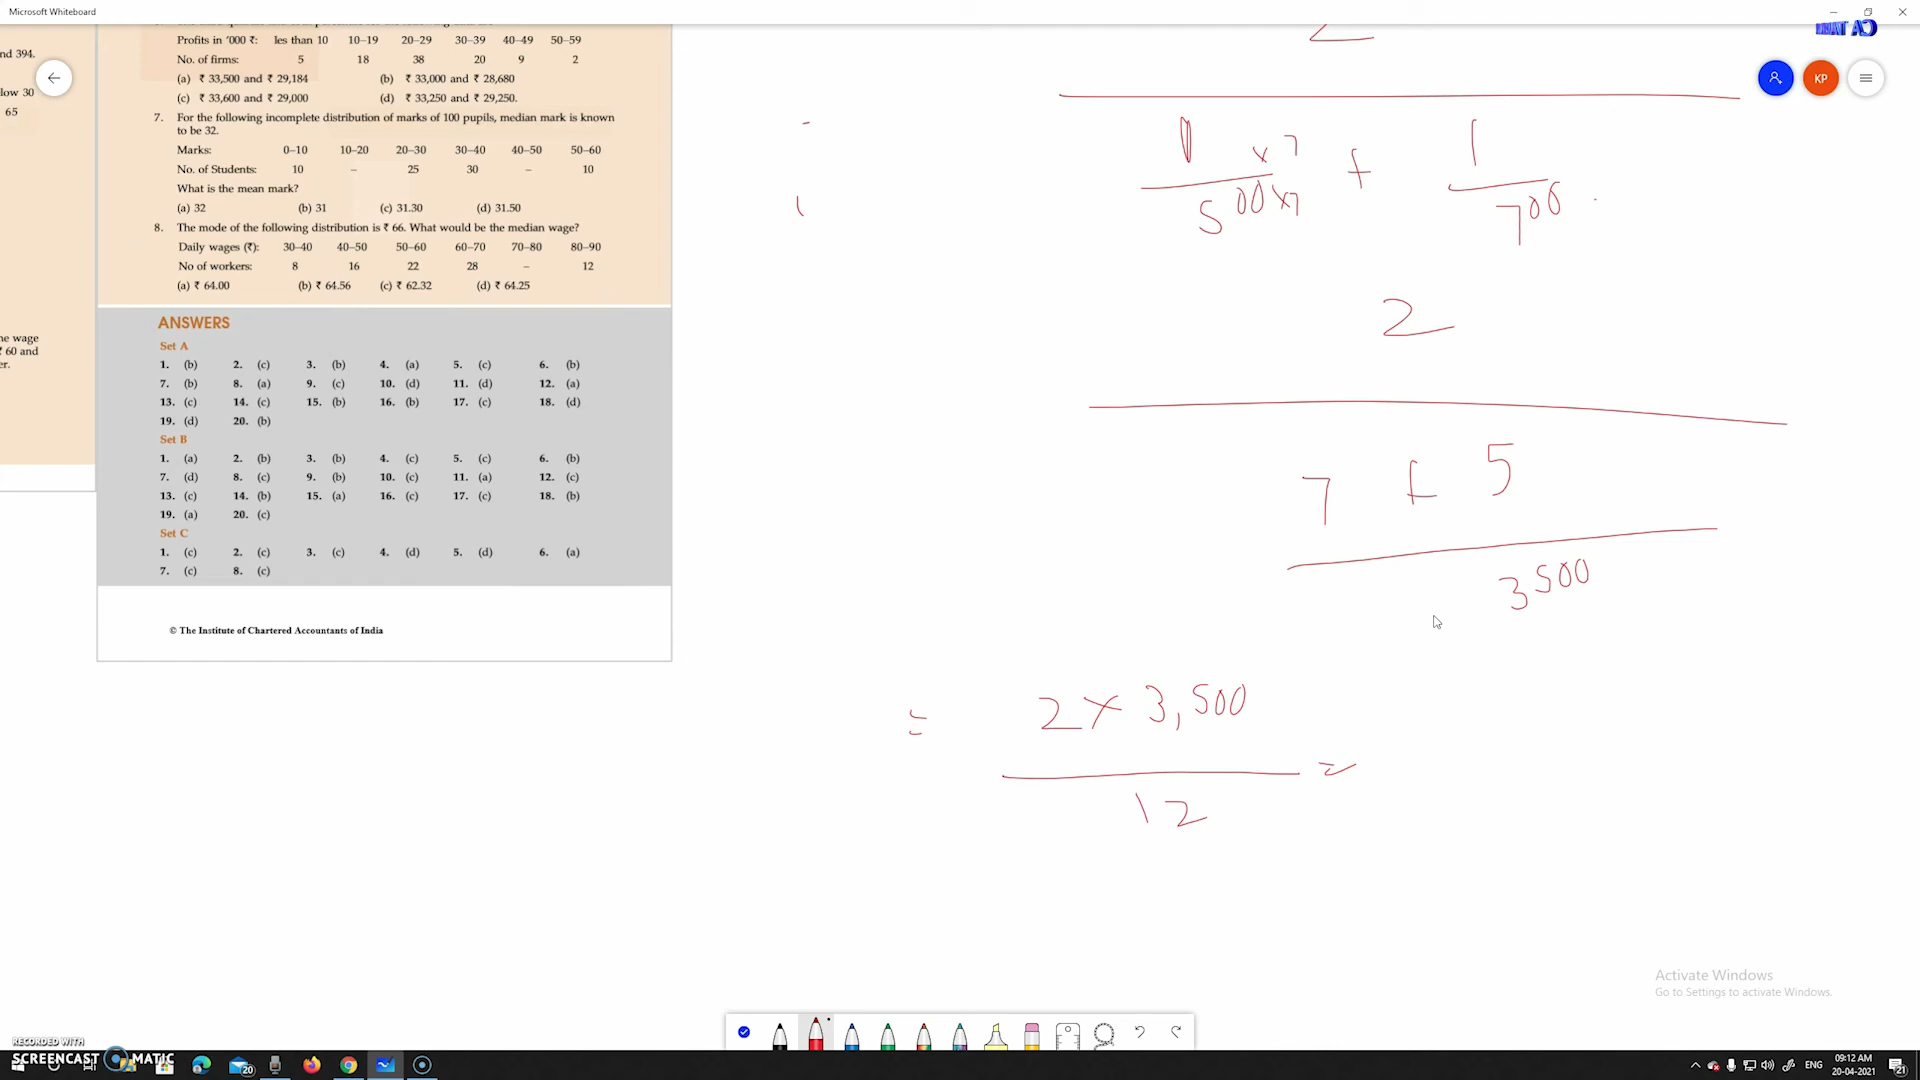 Microsoft Whiteboard
nd 394.
low 30
65
he wage
₹ 60 and
er.
Profits in '000 ₹: less than 10 10–19 20–29 30–39 40–49 50–59
No. of firms: 5 18 38 20 9 2
(a) ₹ 33,500 and ₹ 29,184 (b) ₹ 33,000 and ₹ 28,680
(c) ₹ 33,600 and ₹ 29,000 (d) ₹ 33,250 and ₹ 29,250.
7. For the following incomplete distribution of marks of 100 pupils, median mark is known
to be 32.
Marks: 0–10 10–20 20–30 30–40 40–50 50–60
No. of Students: 10 – 25 30 – 10
What is the mean mark?
(a) 32 (b) 31 (c) 31.30 (d) 31.50
8. The mode of the following distribution is ₹ 66. What would be the median wage?
Daily wages (₹): 30–40 40–50 50–60 60–70 70–80 80–90
No of workers: 8 16 22 28 – 12
(a) ₹ 64.00 (b) ₹ 64.56 (c) ₹ 62.32 (d) ₹ 64.25
ANSWERS
Set A
1. (b) 2. (c) 3. (b) 4. (a) 5. (c) 6. (b)
7. (b) 8. (a) 9. (c) 10. (d) 11. (d) 12. (a)
13. (c) 14. (c) 15. (b) 16. (b) 17. (c) 18. (d)
19. (d) 20. (b)
Set B
1. (a) 2. (b) 3. (b) 4. (c) 5. (c) 6. (b)
7. (d) 8. (c) 9. (b) 10. (c) 11. (a) 12. (c)
13. (c) 14. (b) 15. (a) 16. (c) 17. (c) 18. (b)
19. (a) 20. (c)
Set C
1. (c) 2. (c) 3. (c) 4. (d) 5. (d) 6. (a)
7. (c) 8. (c)
© The Institute of Chartered Accountants of India
KP
1 × 7 + 1
500 × 7 700
2
7 + 5
3500
= 2 × 3,500 =
12
Activate Windows
Go to Settings to activate Windows.
RECORDED WITH
SCREENCAST MATIC
20
ENG
09:12 AM
20-04-2021
21